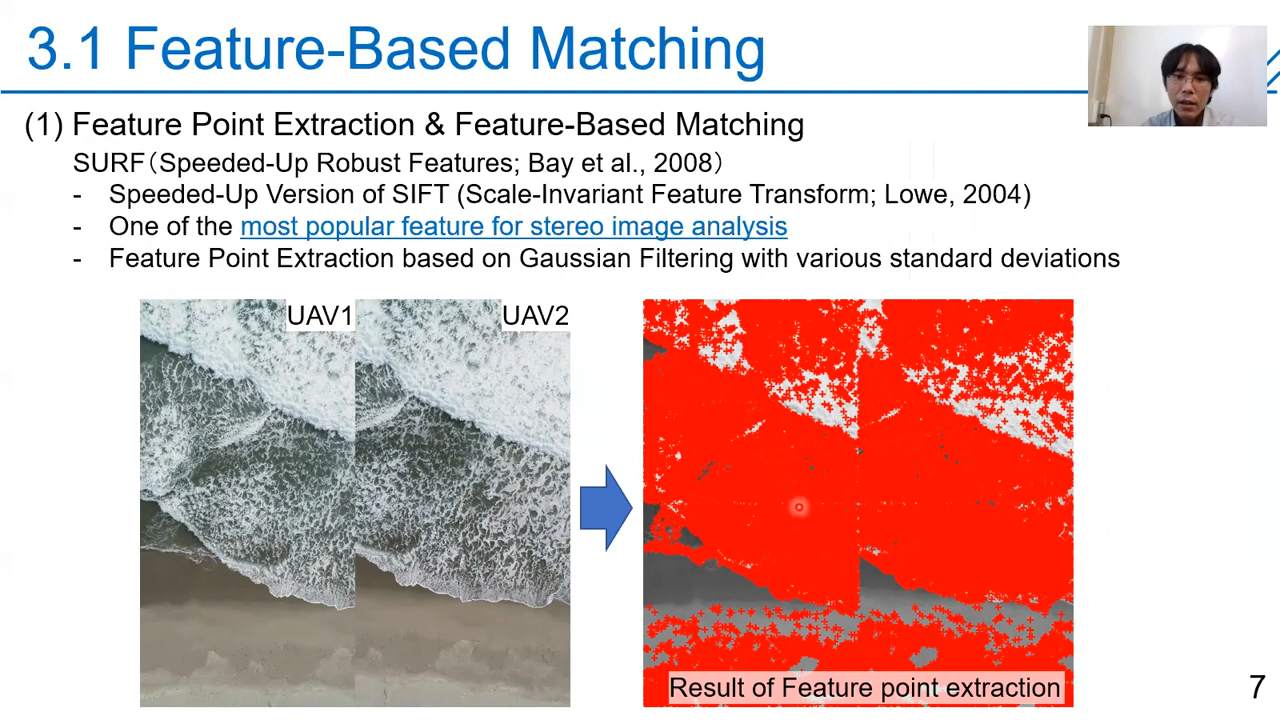 3.1 Feature-Based Matching
(1) Feature Point Extraction & Feature-Based Matching
SURF（Speeded-Up Robust Features; Bay et al., 2008）
- Speeded-Up Version of SIFT (Scale-Invariant Feature Transform; Lowe, 2004)
- One of the most popular feature for stereo image analysis
- Feature Point Extraction based on Gaussian Filtering with various standard deviations
UAV1
UAV2
Result of Feature point extraction
7